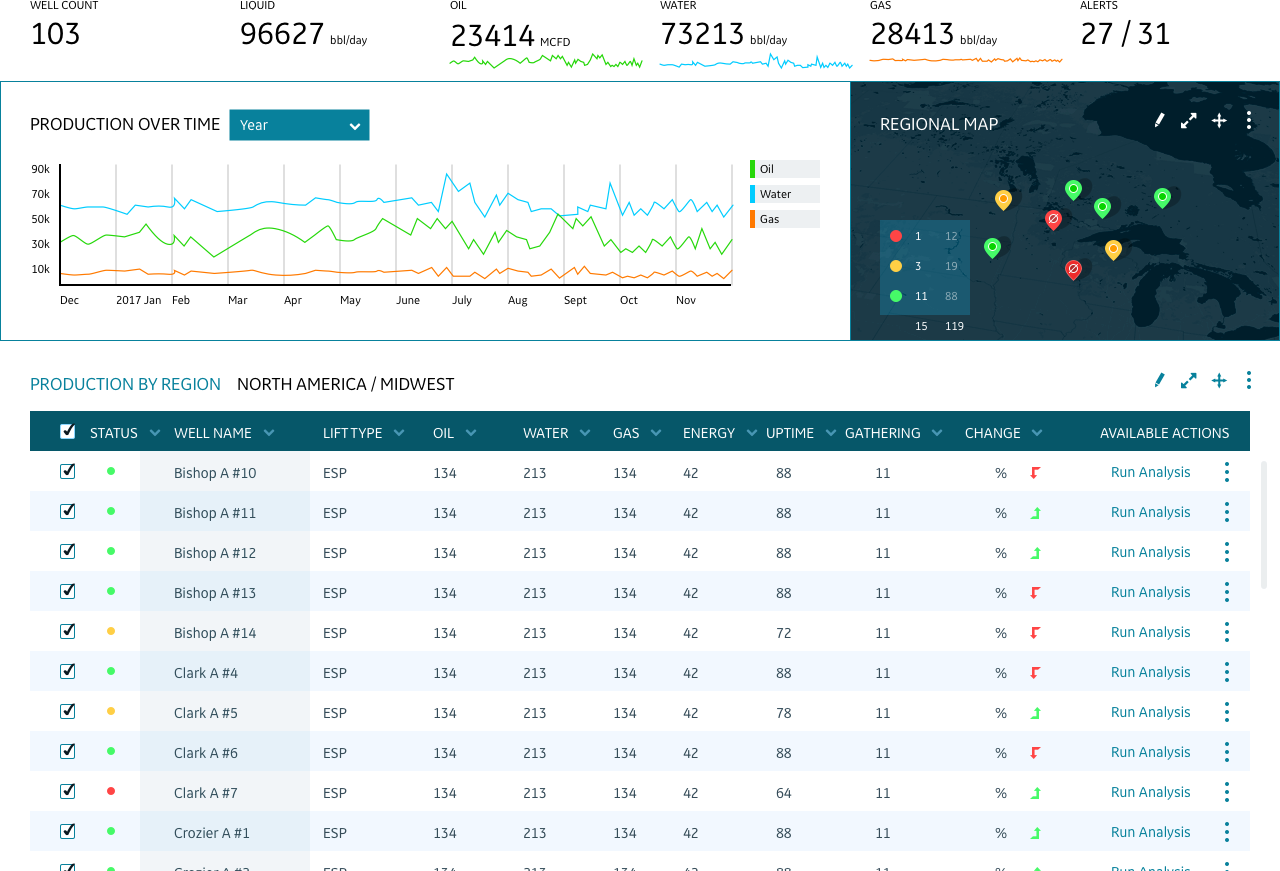 WELL COUNT LIQUID OIL WATER GAS ALERTS
103 96627 bbl/day 23414 MCFD 73213 bbl/day 28413 bbl/day 27 / 31
PRODUCTION OVER TIME Year
90k
70k
50k
30k
10k
Dec 2017 Jan Feb Mar Apr May June July Aug Sept Oct Nov
Oil
Water
Gas
REGIONAL MAP
1 12
3 19
11 88
15 119
PRODUCTION BY REGION NORTH AMERICA / MIDWEST
STATUS WELL NAME LIFT TYPE OIL WATER GAS ENERGY UPTIME GATHERING CHANGE AVAILABLE ACTIONS
Bishop A #10 ESP 134 213 134 42 88 11 % Run Analysis
Bishop A #11 ESP 134 213 134 42 88 11 % Run Analysis
Bishop A #12 ESP 134 213 134 42 88 11 % Run Analysis
Bishop A #13 ESP 134 213 134 42 88 11 % Run Analysis
Bishop A #14 ESP 134 213 134 42 72 11 % Run Analysis
Clark A #4 ESP 134 213 134 42 88 11 % Run Analysis
Clark A #5 ESP 134 213 134 42 78 11 % Run Analysis
Clark A #6 ESP 134 213 134 42 88 11 % Run Analysis
Clark A #7 ESP 134 213 134 42 64 11 % Run Analysis
Crozier A #1 ESP 134 213 134 42 88 11 % Run Analysis